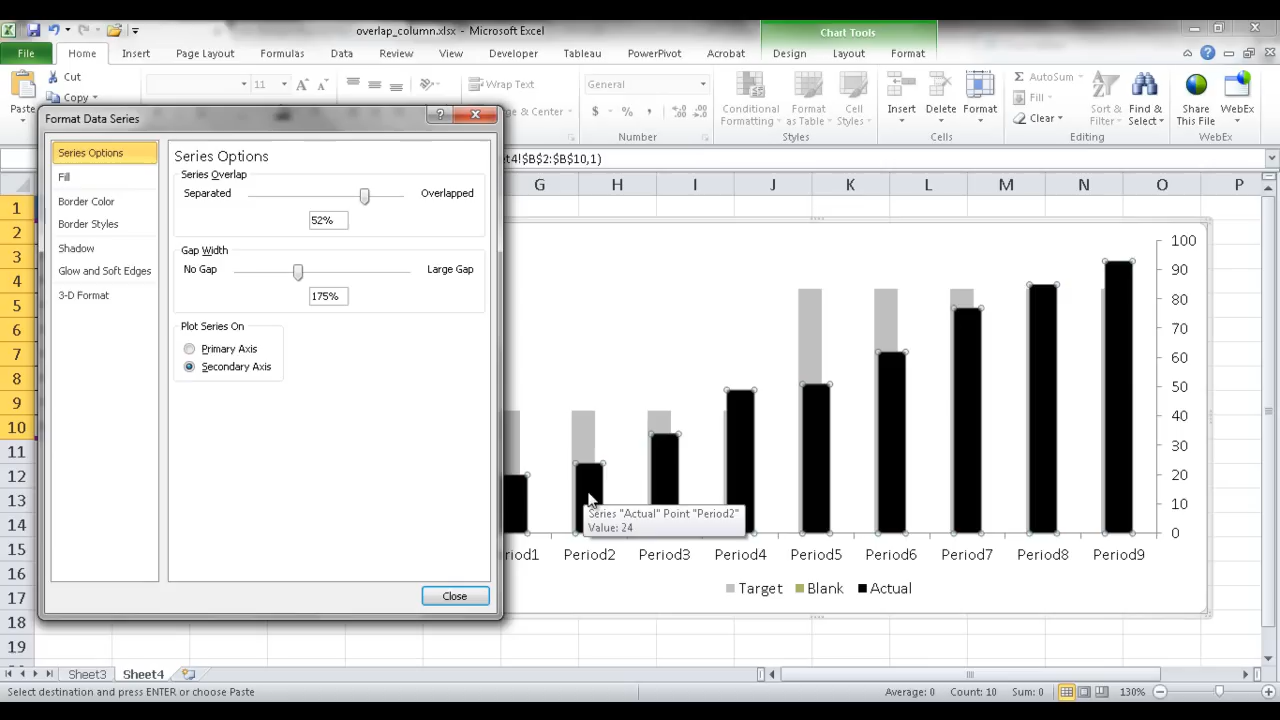 overlap_column.xlsx - Microsoft Excel
Chart Tools
File Home Insert Page Layout Formulas Data Review View Developer Tableau PowerPivot Acrobat Design Layout Format
Cut
Copy
Paste
11
A A
Wrap Text
General
$ % ,
Conditional Formatting
Format as Table
Cell Styles
Insert
Delete
Format
AutoSum
Fill
Clear
Sort & Filter
Find & Select
Share This File
WebEx
& Center
Number
Styles
Cells
Editing
WebEx
t4!$B$2:$B$10,1)
Format Data Series
Series Options
Fill
Border Color
Border Styles
Shadow
Glow and Soft Edges
3-D Format
Series Options
Series Overlap
Separated Overlapped
52%
Gap Width
No Gap Large Gap
175%
Plot Series On
Primary Axis
Secondary Axis
Close
G H I J K L M N O P
1
2
3
4
5
6
7
8
9
10
11
12
13
14
15
16
17
18
19
100
90
80
70
60
50
40
30
20
10
0
Series "Actual" Point "Period2"
Value: 24
riod1 Period2 Period3 Period4 Period5 Period6 Period7 Period8 Period9
Target Blank Actual
Sheet3 Sheet4
Select destination and press ENTER or choose Paste
Average: 0 Count: 10 Sum: 0 130%